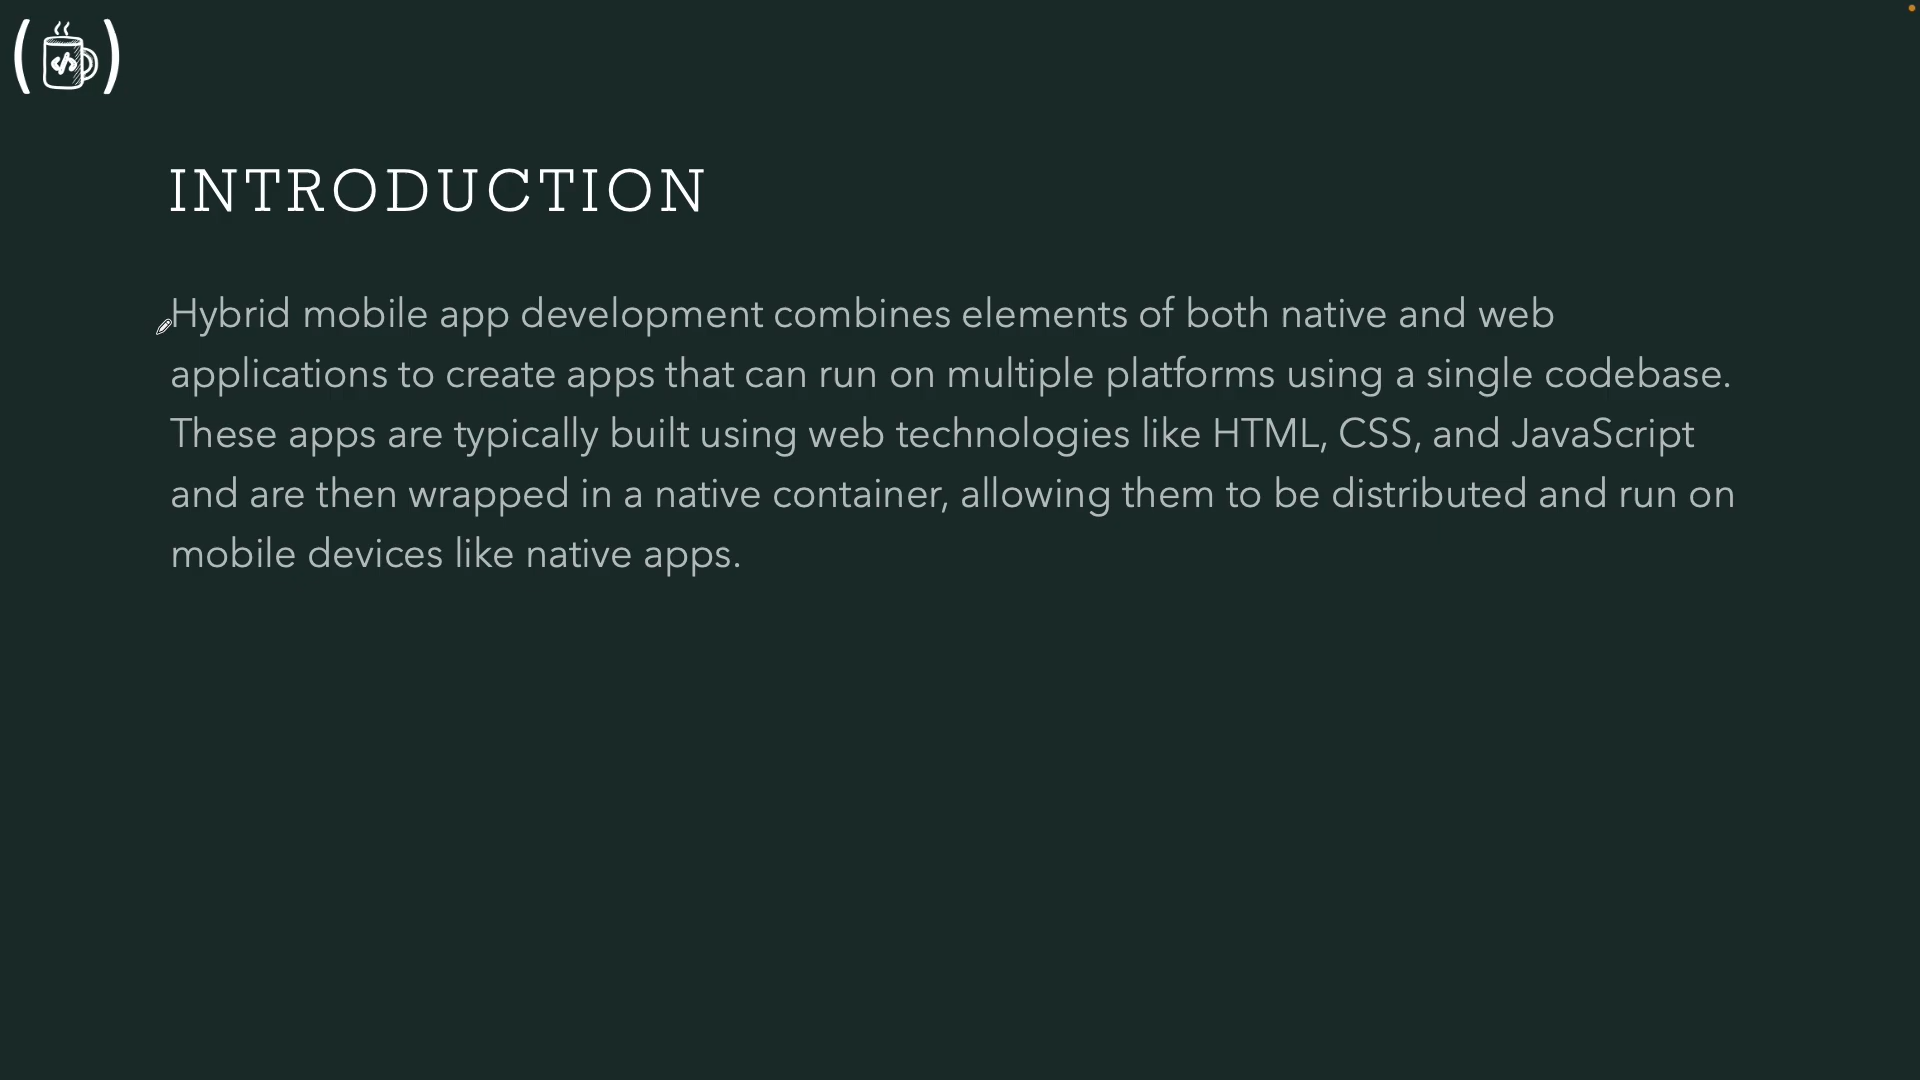 INTRODUCTION
Hybrid mobile app development combines elements of both native and web
applications to create apps that can run on multiple platforms using a single codebase.
These apps are typically built using web technologies like HTML, CSS, and JavaScript
and are then wrapped in a native container, allowing them to be distributed and run on
mobile devices like native apps.